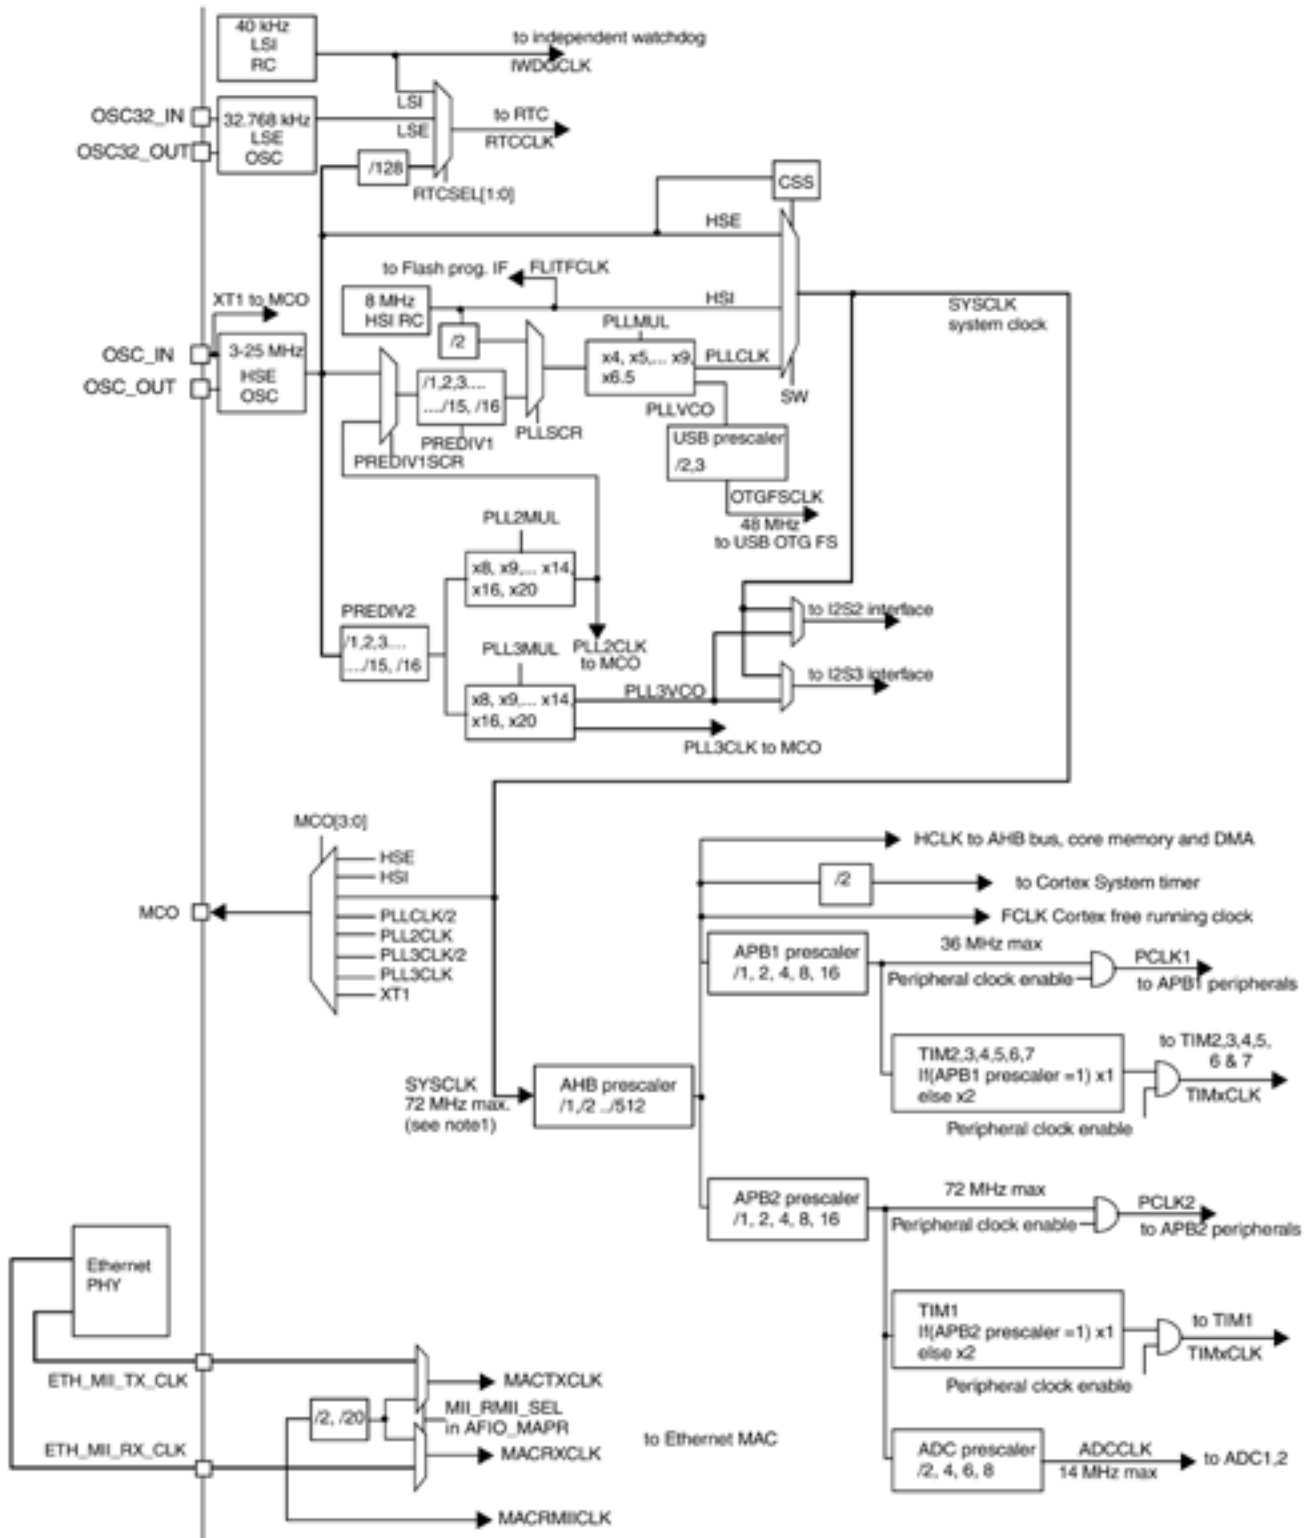 40 kHz
LSI
RC
to independent watchdog
IWDGCLK
OSC32_IN
OSC32_OUT
32.768 kHz
LSE
OSC
LSI
LSE
to RTC
RTCCLK
/128
RTCSEL[1:0]
CSS
HSE
to Flash prog. IF
FLITFCLK
XT1 to MCO
8 MHz
HSI RC
HSI
SYSCLK
system clock
PLLMUL
/2
OSC_IN
OSC_OUT
3-25 MHz
HSE
OSC
x4, x5,... x9,
x6.5
PLLCLK
/1,2,3....
..../15, /16
SW
PLLVCO
PLLSCR
PREDIV1
PREDIV1SCR
USB prescaler
/2,3
OTGFSCLK
48 MHz
to USB OTG FS
PLL2MUL
x8, x9,... x14,
x16, x20
PREDIV2
/1,2,3....
..../15, /16
to I2S2 interface
PLL2CLK
to MCO
PLL3MUL
to I2S3 interface
x8, x9,... x14,
x16, x20
PLL3VCO
PLL3CLK to MCO
MCO[3:0]
HSE
HSI
MCO
PLLCLK/2
PLL2CLK
PLL3CLK/2
PLL3CLK
XT1
HCLK to AHB bus, core memory and DMA
/2
to Cortex System timer
FCLK Cortex free running clock
APB1 prescaler
/1, 2, 4, 8, 16
36 MHz max
Peripheral clock enable
PCLK1
to APB1 peripherals
TIM2,3,4,5,6,7
If(APB1 prescaler =1) x1
else x2
to TIM2,3,4,5,
6 & 7
TIMxCLK
Peripheral clock enable
SYSCLK
72 MHz max.
(see note1)
AHB prescaler
/1,/2 ../512
APB2 prescaler
/1, 2, 4, 8, 16
72 MHz max
Peripheral clock enable
PCLK2
to APB2 peripherals
Ethernet
PHY
TIM1
If(APB2 prescaler =1) x1
else x2
to TIM1
TIMxCLK
Peripheral clock enable
ETH_MII_TX_CLK
MACTXCLK
/2, /20
MII_RMII_SEL
in AFIO_MAPR
ETH_MII_RX_CLK
MACRXCLK
to Ethernet MAC
ADC prescaler
/2, 4, 6, 8
ADCCLK
14 MHz max
to ADC1,2
MACRMIICLK